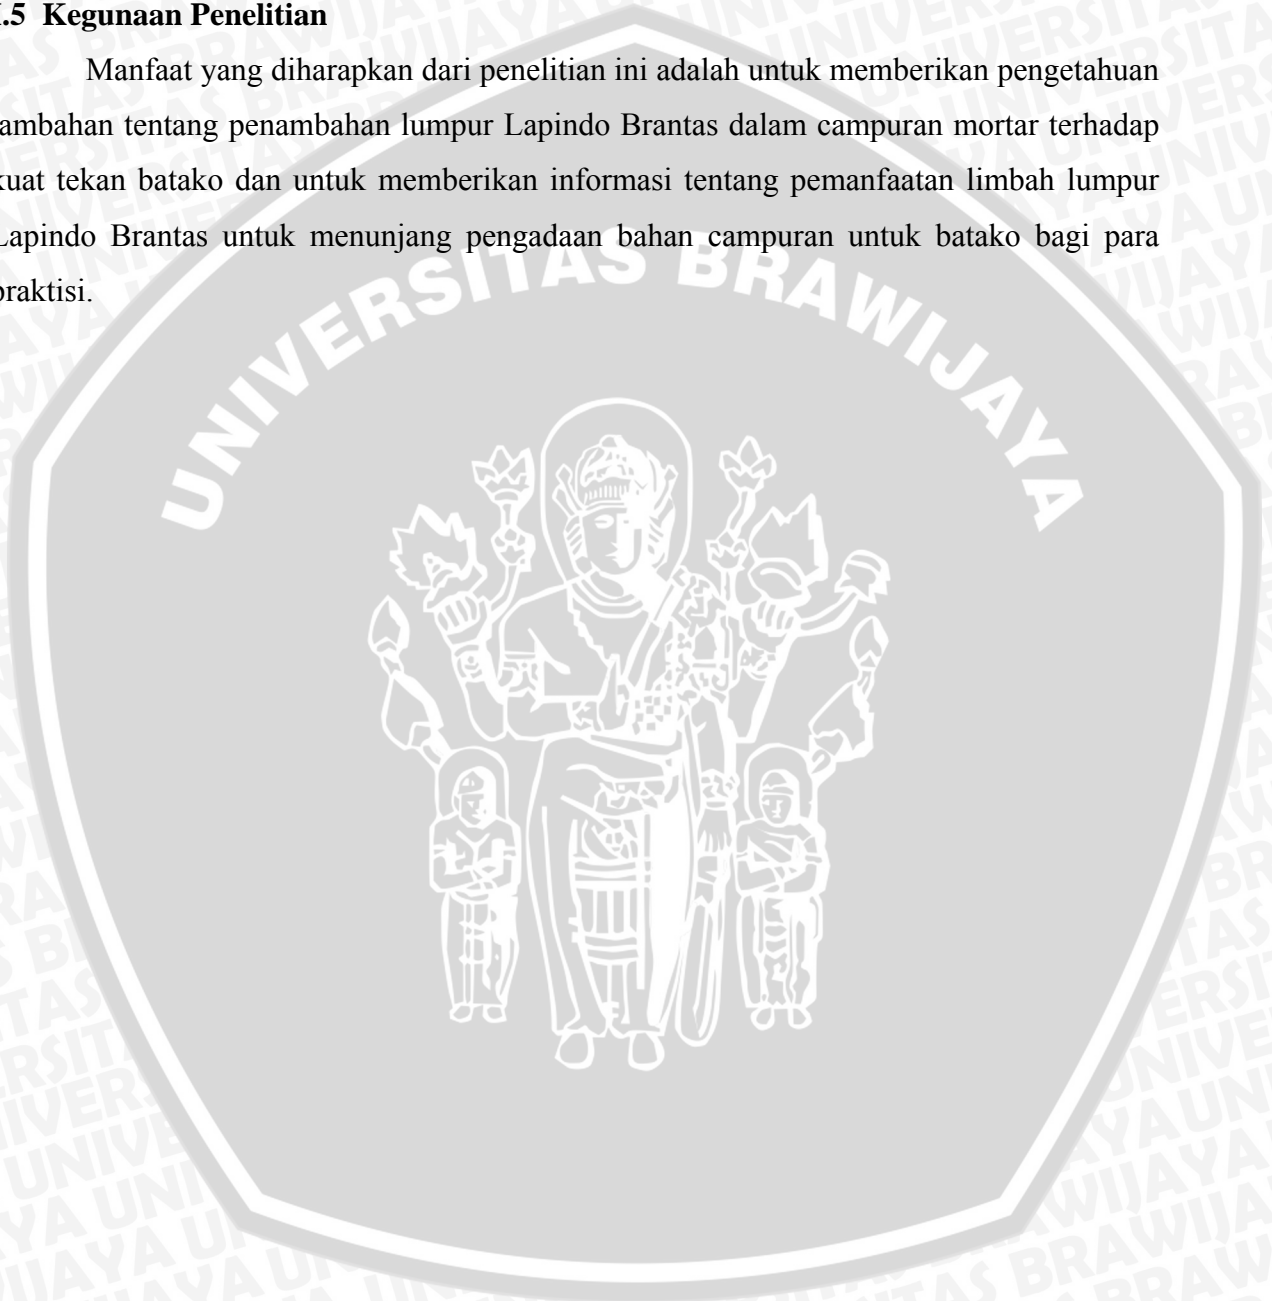 .5 Kegunaan Penelitian
Manfaat yang diharapkan dari penelitian ini adalah untuk memberikan pengetahuan
ambahan tentang penambahan lumpur Lapindo Brantas dalam campuran mortar terhadap
kuat tekan batako dan untuk memberikan informasi tentang pemanfaatan limbah lumpur
Lapindo Brantas untuk menunjang pengadaan bahan campuran untuk batako bagi para
praktisi.
UNIVERSITAS BRAWIJAYA